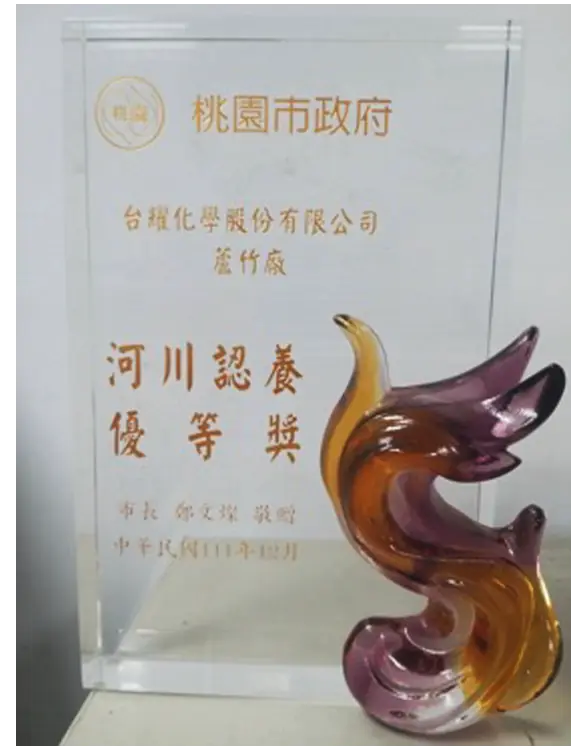 桃園
桃園市政府
台耀化學股份有限公司
蘆竹廠
河川認養
優等獎
市長 鄭文燦 敬贈
中華民國111年12月